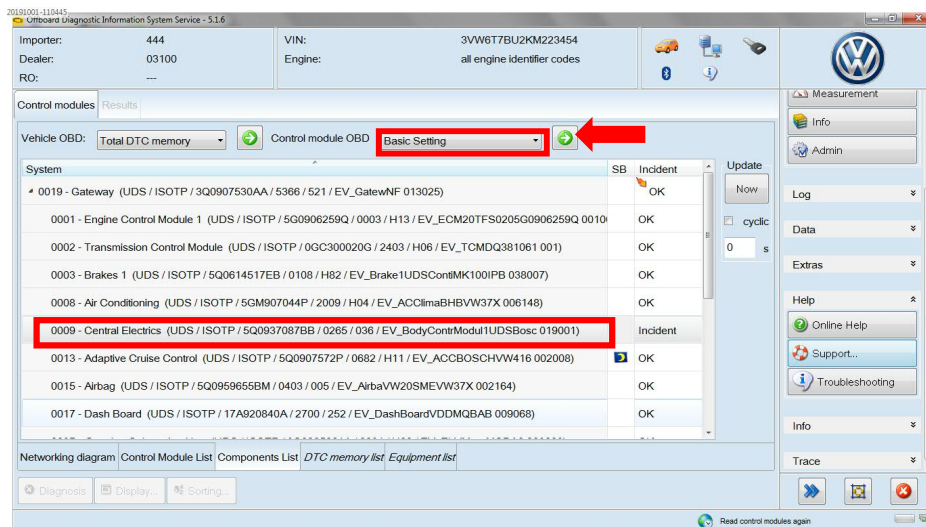 20191001-110445
Offboard Diagnostic Information System Service - 5.1.6
Importer: 444 VIN: 3VW6T7BU2KM223454
Dealer: 03100 Engine: all engine identifier codes
RO: ---
Control modules Results
Measurement
Info
Admin
Vehicle OBD: Total DTC memory Control module OBD Basic Setting
System SB Incident Update
0019 - Gateway (UDS / ISOTP / 3Q0907530AA / 5366 / 521 / EV_GatewNF 013025) OK Now
0001 - Engine Control Module 1 (UDS / ISOTP / 5G0906259Q / 0003 / H13 / EV_ECM20TFS0205G0906259Q 0010 OK cyclic
0002 - Transmission Control Module (UDS / ISOTP / 0GC300020G / 2403 / H06 / EV_TCMDQ381061 001) OK 0 s
0003 - Brakes 1 (UDS / ISOTP / 5Q0614517EB / 0108 / H82 / EV_Brake1UDSContiMK100IPB 038007) OK
0008 - Air Conditioning (UDS / ISOTP / 5GM907044P / 2009 / H04 / EV_ACClimaBHBVW37X 006148) OK
0009 - Central Electrics (UDS / ISOTP / 5Q0937087BB / 0265 / 036 / EV_BodyContrModul1UDSBosc 019001) Incident
0013 - Adaptive Cruise Control (UDS / ISOTP / 5Q0907572P / 0682 / H11 / EV_ACCBOSCHVW416 002008) OK
0015 - Airbag (UDS / ISOTP / 5Q0959655BM / 0403 / 005 / EV_AirbaVW20SMEVW37X 002164) OK
0017 - Dash Board (UDS / ISOTP / 17A920840A / 2700 / 252 / EV_DashBoardVDDMQBAB 009068) OK
Log
Data
Extras
Help
Online Help
Support...
Troubleshooting
Info
Trace
Networking diagram Control Module List Components List DTC memory list Equipment list
Diagnosis Display... Sorting...
Read control modules again